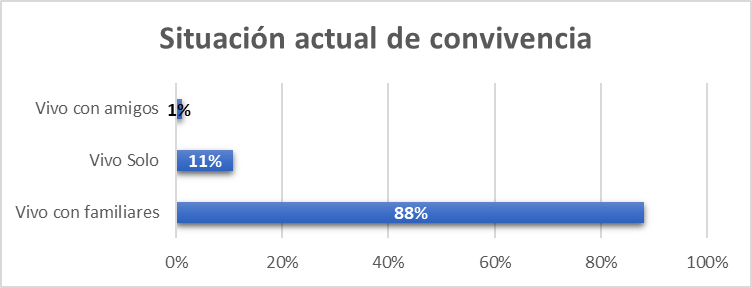 Situación actual de convivencia
Vivo con amigos
1%
Vivo Solo
11%
Vivo con familiares
88%
0%
20%
40%
60%
80%
100%